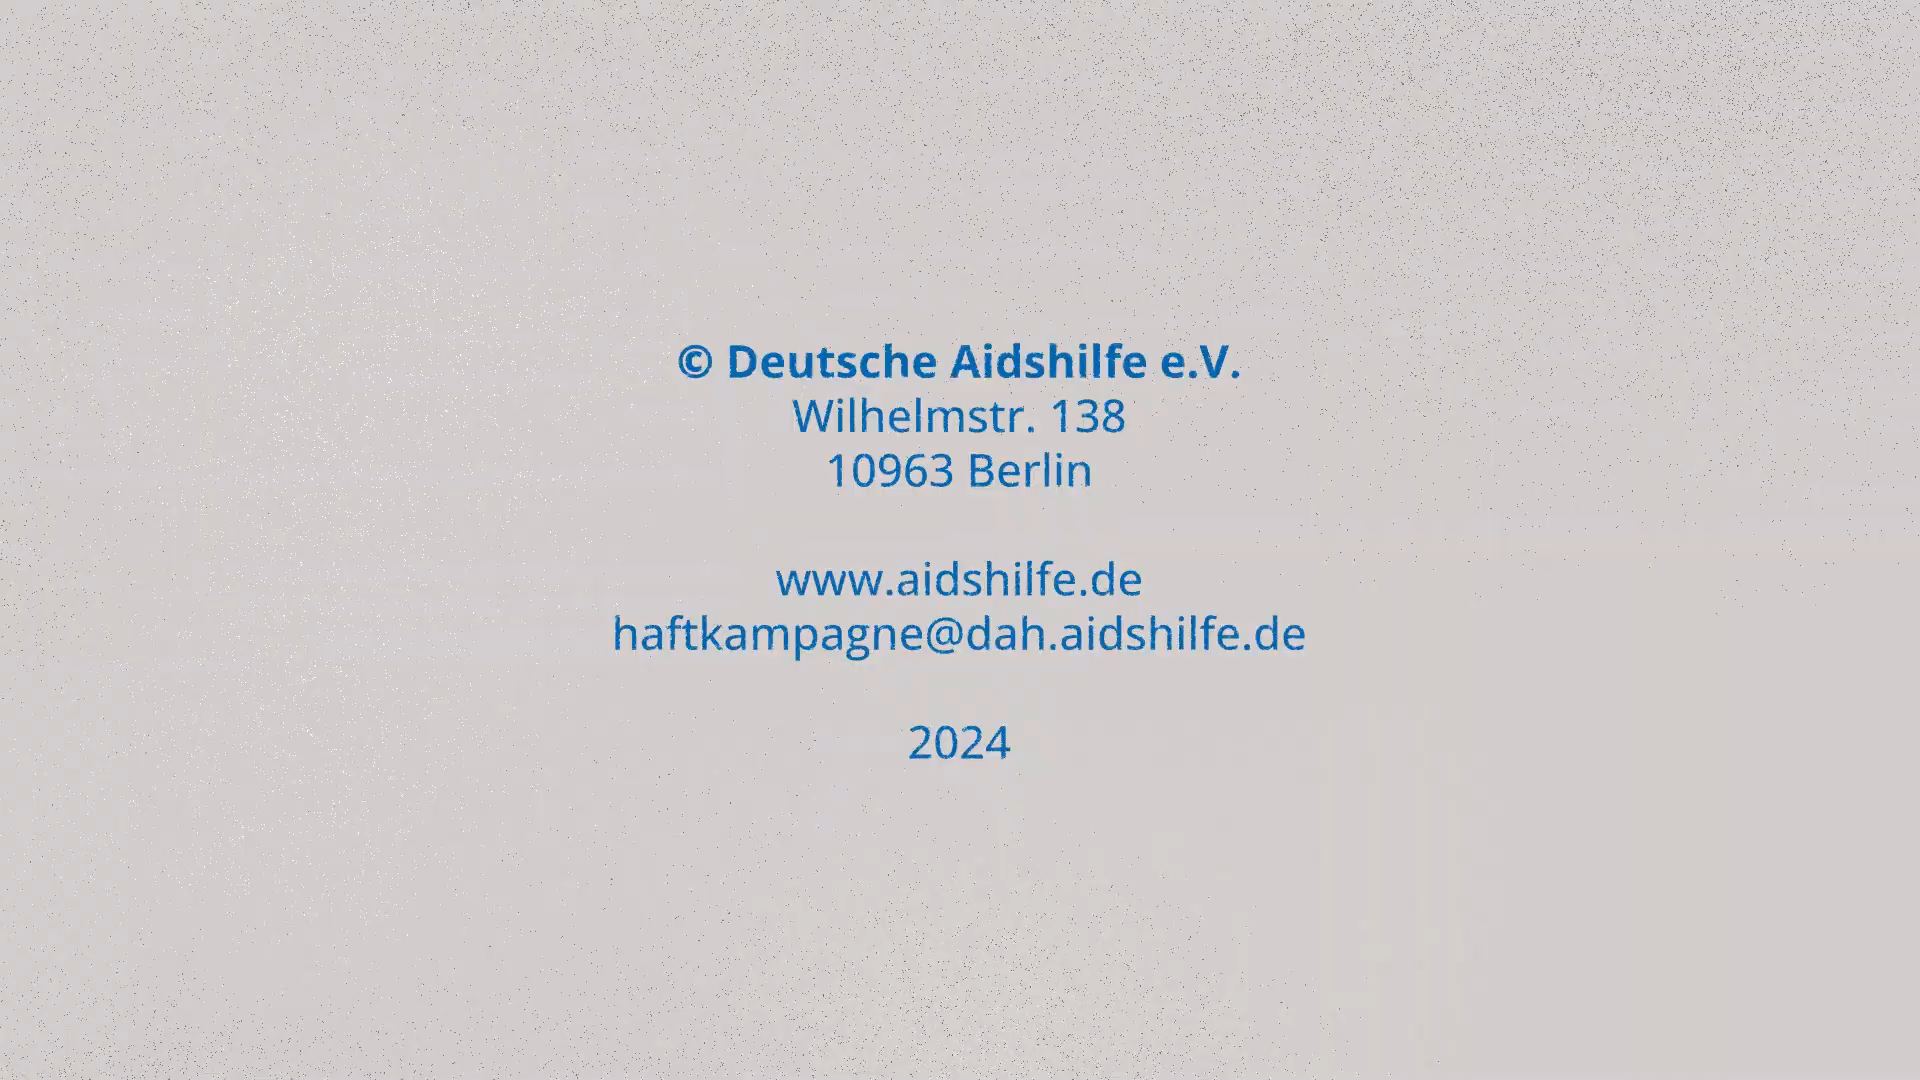 © Deutsche Aidshilfe e.V.
Wilhelmstr. 138
10963 Berlin
www.aidshilfe.de
haftkampagne@dah.aidshilfe.de
2024